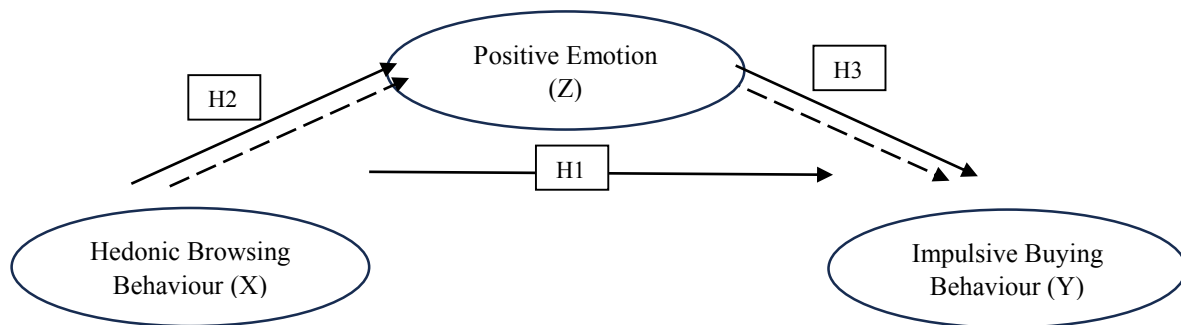 Positive Emotion
(Z)
H2
H3
H1
Hedonic Browsing
Behaviour (X)
Impulsive Buying
Behaviour (Y)